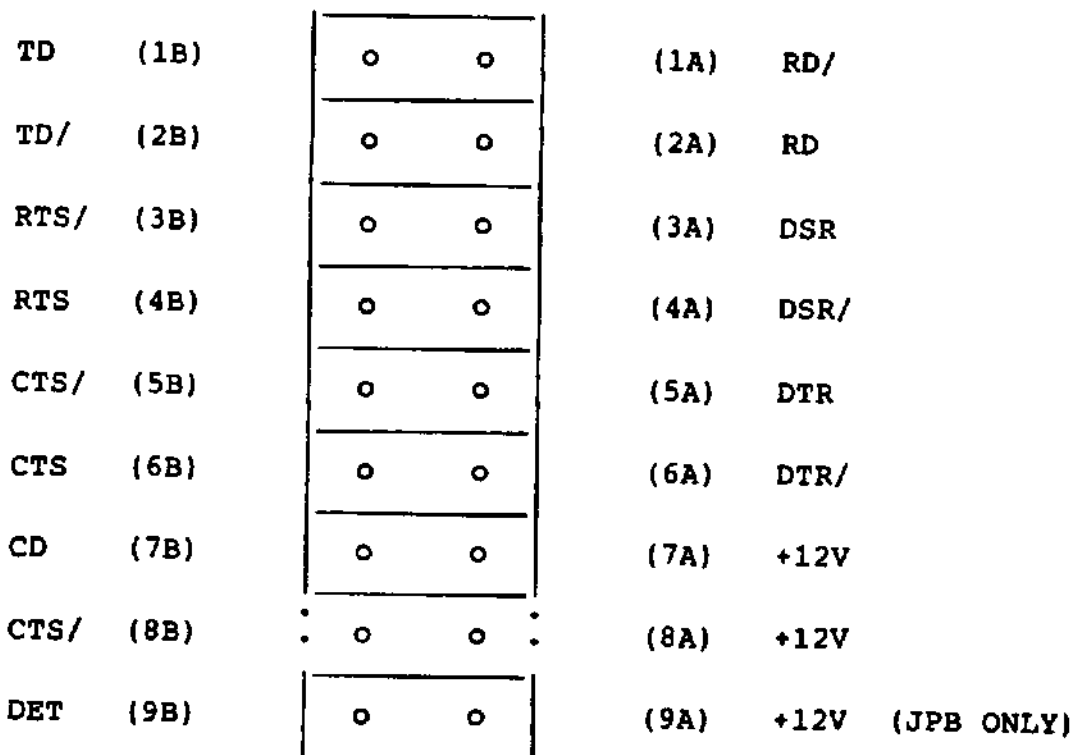 TD (1B) (1A) RD/
TD/ (2B) (2A) RD
RTS/ (3B) (3A) DSR
RTS (4B) (4A) DSR/
CTS/ (5B) (5A) DTR
CTS (6B) (6A) DTR/
CD (7B) (7A) +12V
CTS/ (8B) (8A) +12V
DET (9B) (9A) +12V (JPB ONLY)